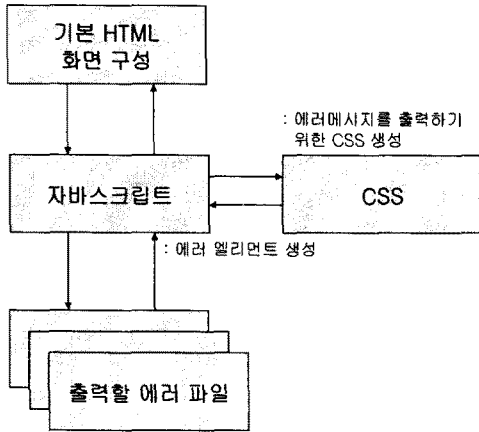 기본 HTML
화면 구성
: 에러메시지를 출력하기
위한 CSS 생성
자바스크립트
CSS
: 에러 엘리먼트 생성
출력할 에러 파일